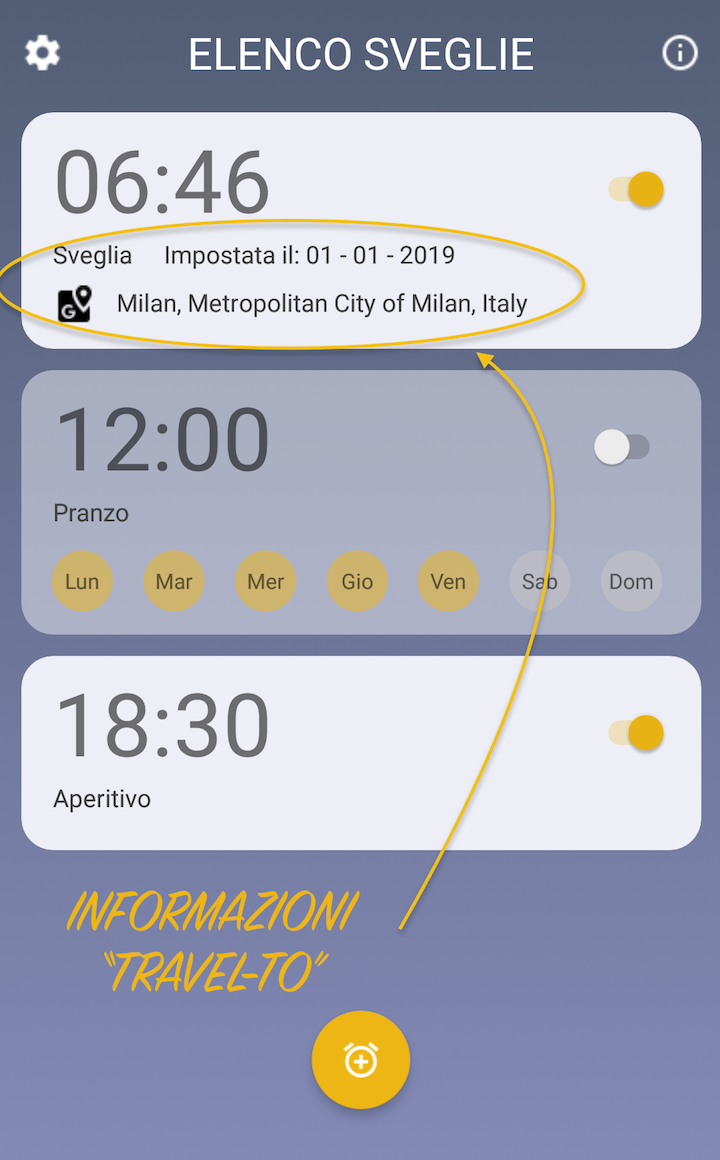 ELENCO SVEGLIE
06:46
Sveglia Impostata il: 01 - 01 - 2019
G
Milan, Metropolitan City of Milan, Italy
12:00
Pranzo
Lun Mar Mer Gio Ven Sab Dom
18:30
Aperitivo
INFORMAZIONI
"TRAVEL-TO"